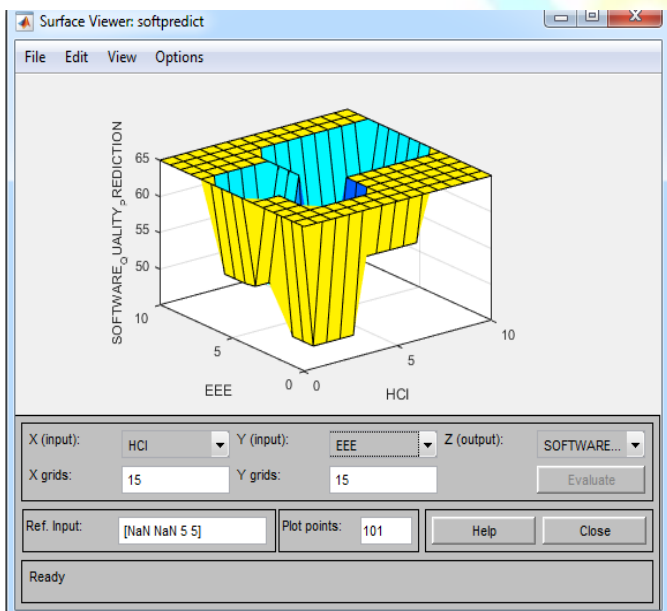 Surface Viewer: softpredict
File Edit View Options
SOFTWARE_QUALITY_PREDICTION
65
60
55
50
10
5
0
EEE
0
5
10
HCI
X (input): HCI Y (input): EEE Z (output): SOFTWARE...
X grids: 15 Y grids: 15 Evaluate
Ref. Input: [NaN NaN 5 5] Plot points: 101 Help Close
Ready